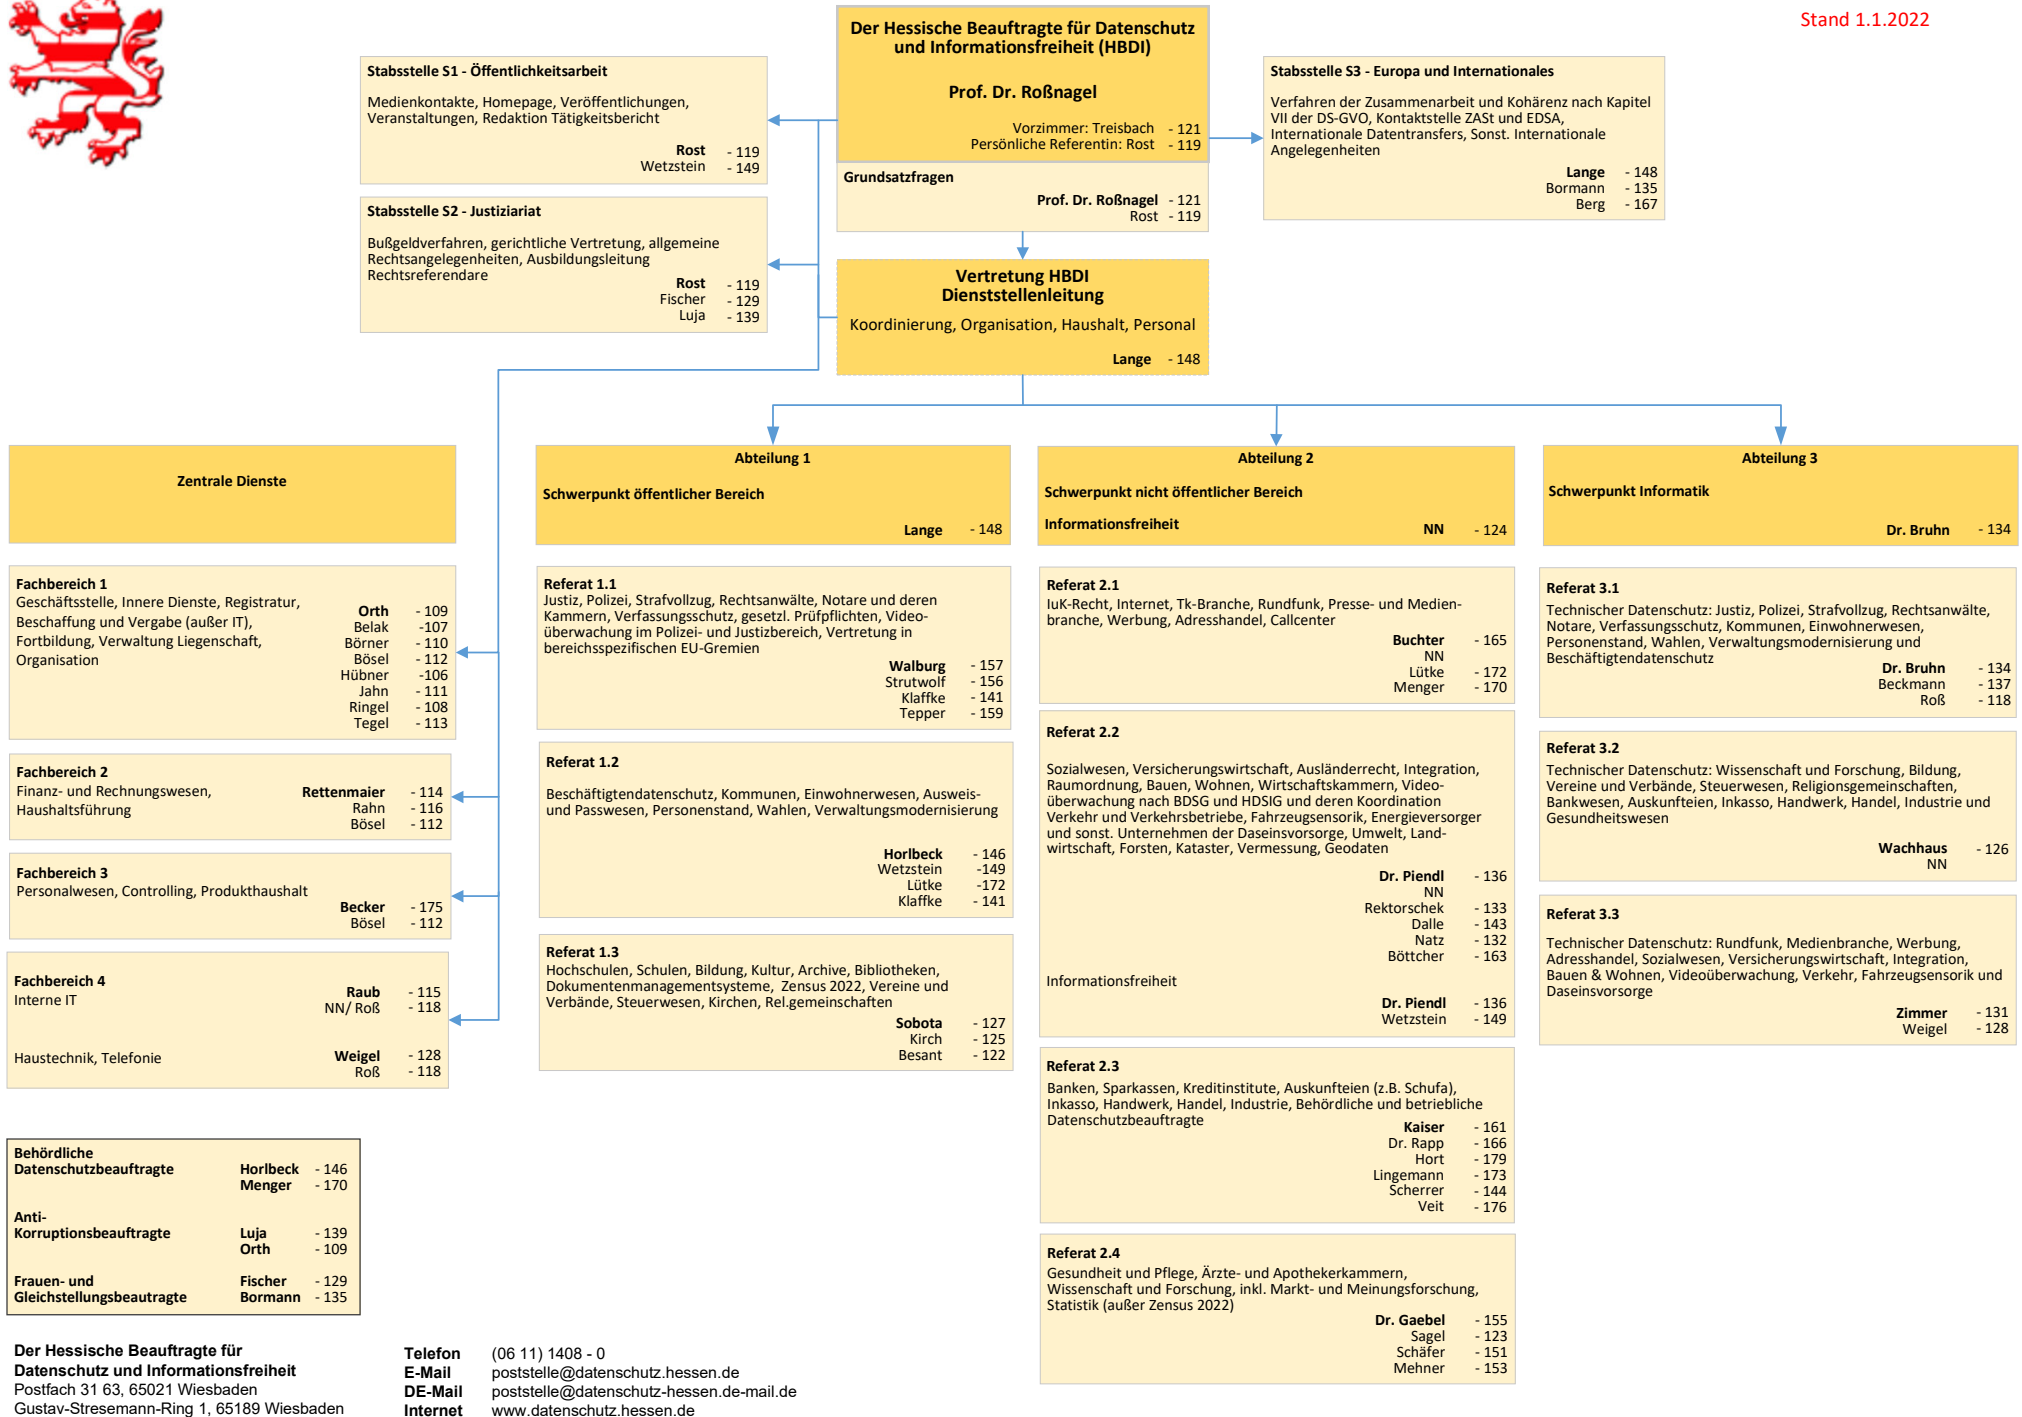 Stand 1.1.2022
Der Hessische Beauftragte für Datenschutz
und Informationsfreiheit (HBDI)
Prof. Dr. Roßnagel
Vorzimmer: Treisbach - 121
Persönliche Referentin: Rost - 119
Grundsatzfragen
Prof. Dr. Roßnagel - 121
Rost - 119
Stabsstelle S1 - Öffentlichkeitsarbeit
Medienkontakte, Homepage, Veröffentlichungen,
Veranstaltungen, Redaktion Tätigkeitsbericht
Rost - 119
Wetzstein - 149
Stabsstelle S2 - Justiziariat
Bußgeldverfahren, gerichtliche Vertretung, allgemeine
Rechtsangelegenheiten, Ausbildungsleitung
Rechtsreferendare
Rost - 119
Fischer - 129
Luja - 139
Stabsstelle S3 - Europa und Internationales
Verfahren der Zusammenarbeit und Kohärenz nach Kapitel
VII der DS-GVO, Kontaktstelle ZASt und EDSA,
Internationale Datentransfers, Sonst. Internationale
Angelegenheiten
Lange - 148
Bormann - 135
Berg - 167
Vertretung HBDI
Dienststellenleitung
Koordinierung, Organisation, Haushalt, Personal
Lange - 148
Zentrale Dienste
Fachbereich 1
Geschäftsstelle, Innere Dienste, Registratur,
Beschaffung und Vergabe (außer IT),
Fortbildung, Verwaltung Liegenschaft,
Organisation
Orth - 109
Belak -107
Börner - 110
Bösel - 112
Hübner -106
Jahn - 111
Ringel - 108
Tegel - 113
Fachbereich 2
Finanz- und Rechnungswesen,
Haushaltsführung
Rettenmaier - 114
Rahn - 116
Bösel - 112
Fachbereich 3
Personalwesen, Controlling, Produkthaushalt
Becker - 175
Bösel - 112
Fachbereich 4
Interne IT
Raub - 115
NN/ Roß - 118
Haustechnik, Telefonie
Weigel - 128
Roß - 118
Abteilung 1
Schwerpunkt öffentlicher Bereich
Lange - 148
Referat 1.1
Justiz, Polizei, Strafvollzug, Rechtsanwälte, Notare und deren
Kammern, Verfassungsschutz, gesetzl. Prüfpflichten, Video-
überwachung im Polizei- und Justizbereich, Vertretung in
bereichsspezifischen EU-Gremien
Walburg - 157
Strutwolf - 156
Klaffke - 141
Tepper - 159
Referat 1.2
Beschäftigtendatenschutz, Kommunen, Einwohnerwesen, Ausweis-
und Passwesen, Personenstand, Wahlen, Verwaltungsmodernisierung
Horlbeck - 146
Wetzstein -149
Lütke -172
Klaffke - 141
Referat 1.3
Hochschulen, Schulen, Bildung, Kultur, Archive, Bibliotheken,
Dokumentenmanagementsysteme, Zensus 2022, Vereine und
Verbände, Steuerwesen, Kirchen, Rel.gemeinschaften
Sobota - 127
Kirch - 125
Besant - 122
Abteilung 2
Schwerpunkt nicht öffentlicher Bereich
Informationsfreiheit
NN - 124
Referat 2.1
IuK-Recht, Internet, Tk-Branche, Rundfunk, Presse- und Medien-
branche, Werbung, Adresshandel, Callcenter
Buchter - 165
NN
Lütke - 172
Menger - 170
Referat 2.2
Sozialwesen, Versicherungswirtschaft, Ausländerrecht, Integration,
Raumordnung, Bauen, Wohnen, Wirtschaftskammern, Video-
überwachung nach BDSG und HDSIG und deren Koordination
Verkehr und Verkehrsbetriebe, Fahrzeugsensorik, Energieversorger
und sonst. Unternehmen der Daseinsvorsorge, Umwelt, Land-
wirtschaft, Forsten, Kataster, Vermessung, Geodaten
Dr. Piendl - 136
NN
Rektorschek - 133
Dalle - 143
Natz - 132
Böttcher - 163
Informationsfreiheit
Dr. Piendl - 136
Wetzstein - 149
Referat 2.3
Banken, Sparkassen, Kreditinstitute, Auskunfteien (z.B. Schufa),
Inkasso, Handwerk, Handel, Industrie, Behördliche und betriebliche
Datenschutzbeauftragte
Kaiser - 161
Dr. Rapp - 166
Hort - 179
Lingemann - 173
Scherrer - 144
Veit - 176
Referat 2.4
Gesundheit und Pflege, Ärzte- und Apothekerkammern,
Wissenschaft und Forschung, inkl. Markt- und Meinungsforschung,
Statistik (außer Zensus 2022)
Dr. Gaebel - 155
Sagel - 123
Schäfer - 151
Mehner - 153
Abteilung 3
Schwerpunkt Informatik
Dr. Bruhn - 134
Referat 3.1
Technischer Datenschutz: Justiz, Polizei, Strafvollzug, Rechtsanwälte,
Notare, Verfassungsschutz, Kommunen, Einwohnerwesen,
Personenstand, Wahlen, Verwaltungsmodernisierung und
Beschäftigtendatenschutz
Dr. Bruhn - 134
Beckmann - 137
Roß - 118
Referat 3.2
Technischer Datenschutz: Wissenschaft und Forschung, Bildung,
Vereine und Verbände, Steuerwesen, Religionsgemeinschaften,
Bankwesen, Auskunfteien, Inkasso, Handwerk, Handel, Industrie und
Gesundheitswesen
Wachhaus - 126
NN
Referat 3.3
Technischer Datenschutz: Rundfunk, Medienbranche, Werbung,
Adresshandel, Sozialwesen, Versicherungswirtschaft, Integration,
Bauen & Wohnen, Videoüberwachung, Verkehr, Fahrzeugsensorik und
Daseinsvorsorge
Zimmer - 131
Weigel - 128
Behördliche
Datenschutzbeauftragte Horlbeck - 146
Menger - 170
Anti-
Korruptionsbeauftragte Luja - 139
Orth - 109
Frauen- und Fischer - 129
Gleichstellungsbeautragte Bormann - 135
Der Hessische Beauftragte für
Datenschutz und Informationsfreiheit
Postfach 31 63, 65021 Wiesbaden
Gustav-Stresemann-Ring 1, 65189 Wiesbaden
Telefon (06 11) 1408 - 0
E-Mail poststelle@datenschutz.hessen.de
DE-Mail poststelle@datenschutz-hessen.de-mail.de
Internet www.datenschutz.hessen.de